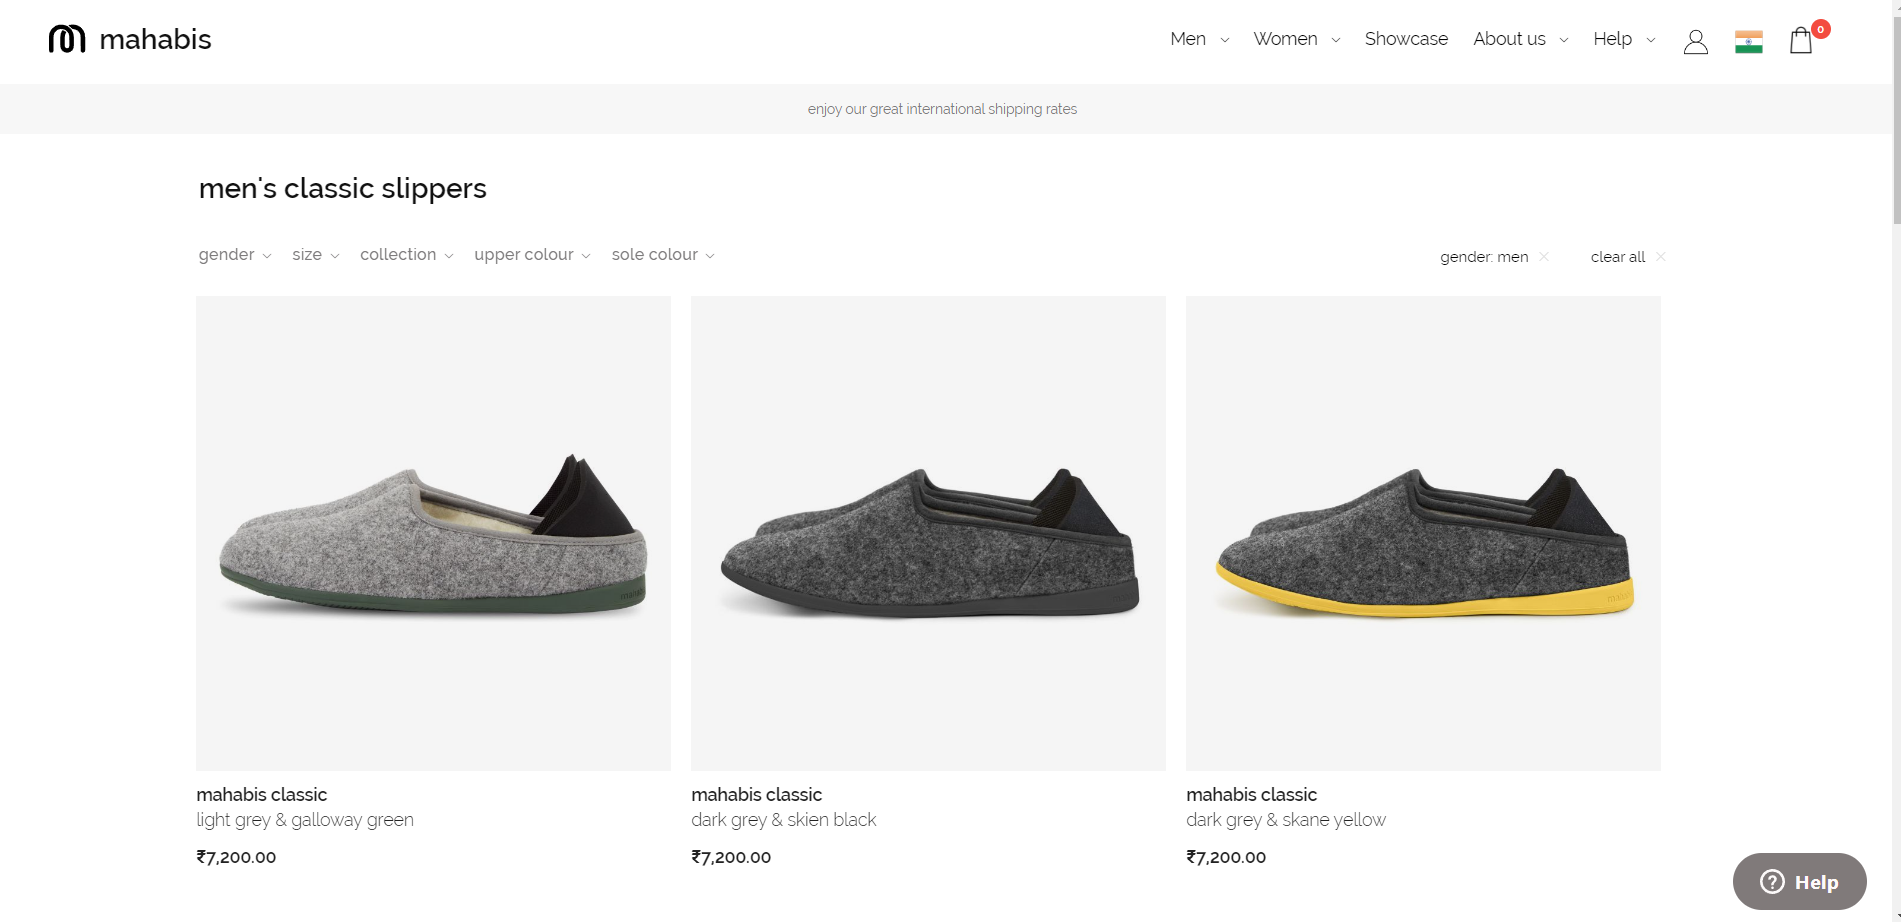 mahabis
Men Women Showcase About us Help 0
enjoy our great international shipping rates
men's classic slippers
gender size collection upper colour sole colour gender: men clear all
mahabis classic
light grey & galloway green
₹7,200.00
mahabis classic
dark grey & skien black
₹7,200.00
mahabis classic
dark grey & skane yellow
₹7,200.00
? Help